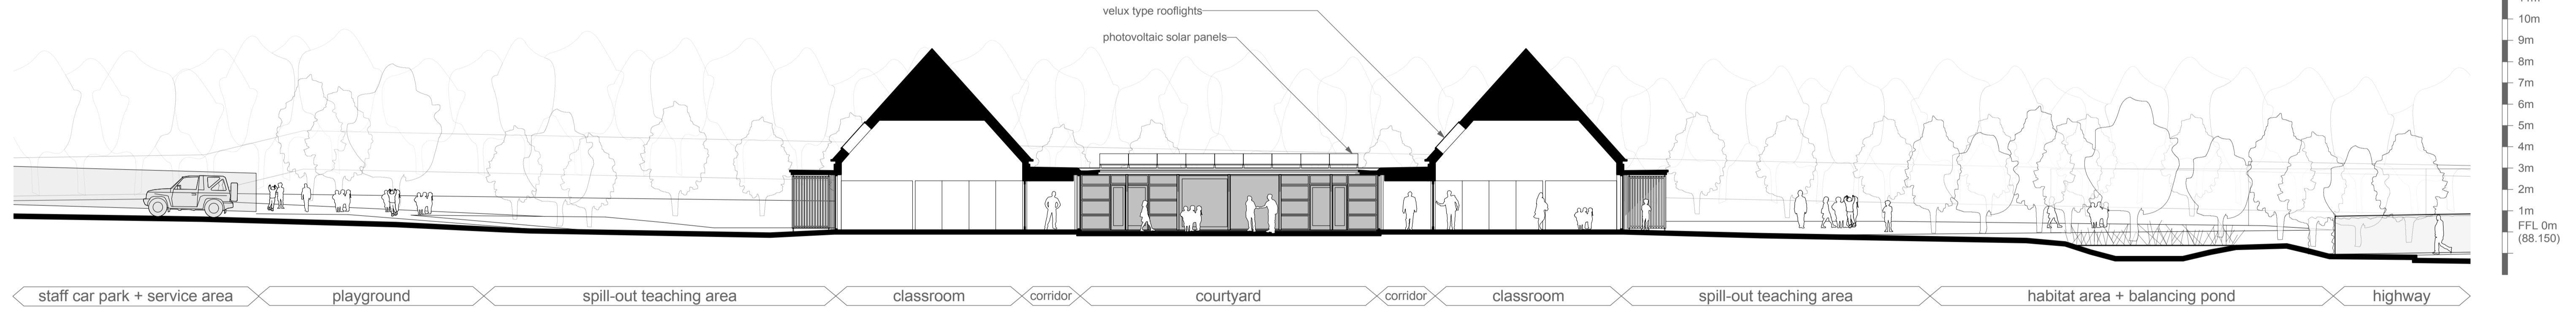 velux type rooflights
photovoltaic solar panels
10m
9m
8m
7m
6m
5m
4m
3m
2m
1m
FFL 0m
(88.150)
staff car park + service area
playground
spill-out teaching area
classroom
corridor
courtyard
corridor
classroom
spill-out teaching area
habitat area + balancing pond
highway